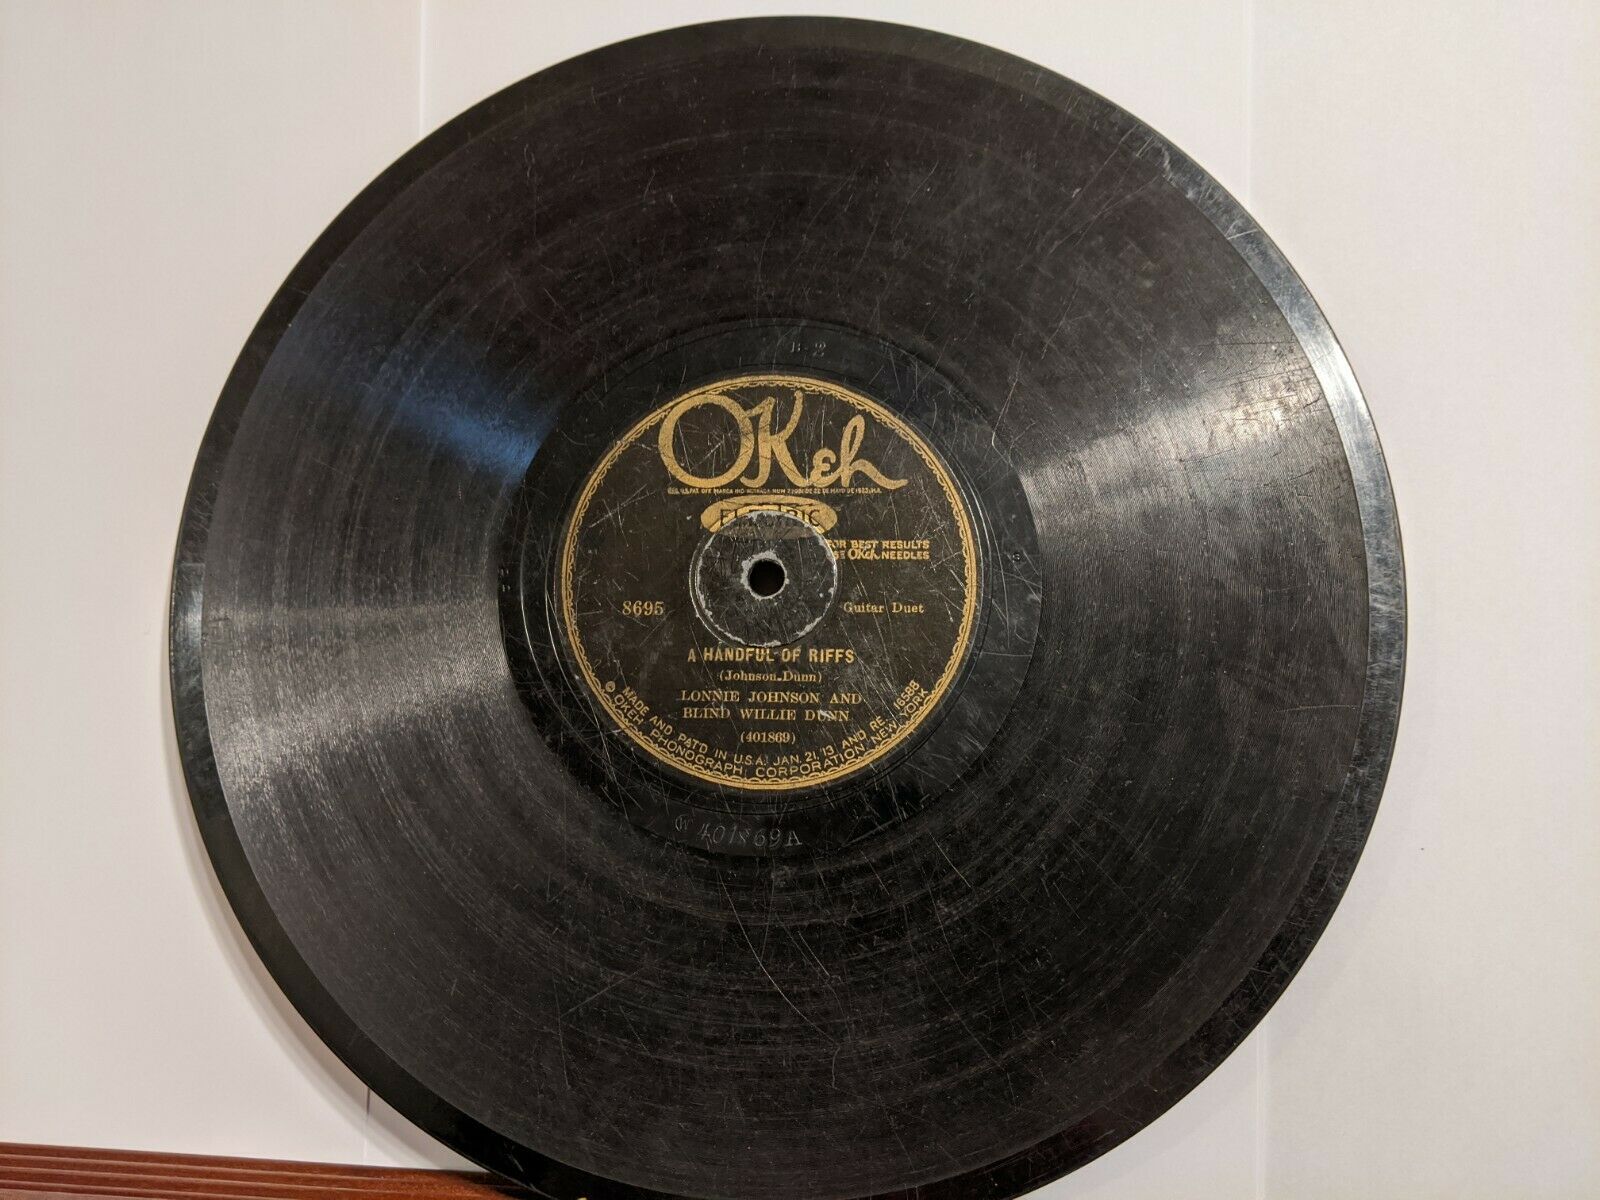 B-2
OKeh
ELECTRIC
FOR BEST RESULTS
USE OKeh NEEDLES
8695
Guitar Duet
A HANDFUL OF RIFFS
(Johnson-Dunn)
LONNIE JOHNSON AND
BLIND WILLIE DUNN
(401869)
MADE AND PAT'D IN U.S.A. JAN. 21, 13 AND RE. 16588
© OKEH PHONOGRAPH CORPORATION NEW YORK
W 401869A